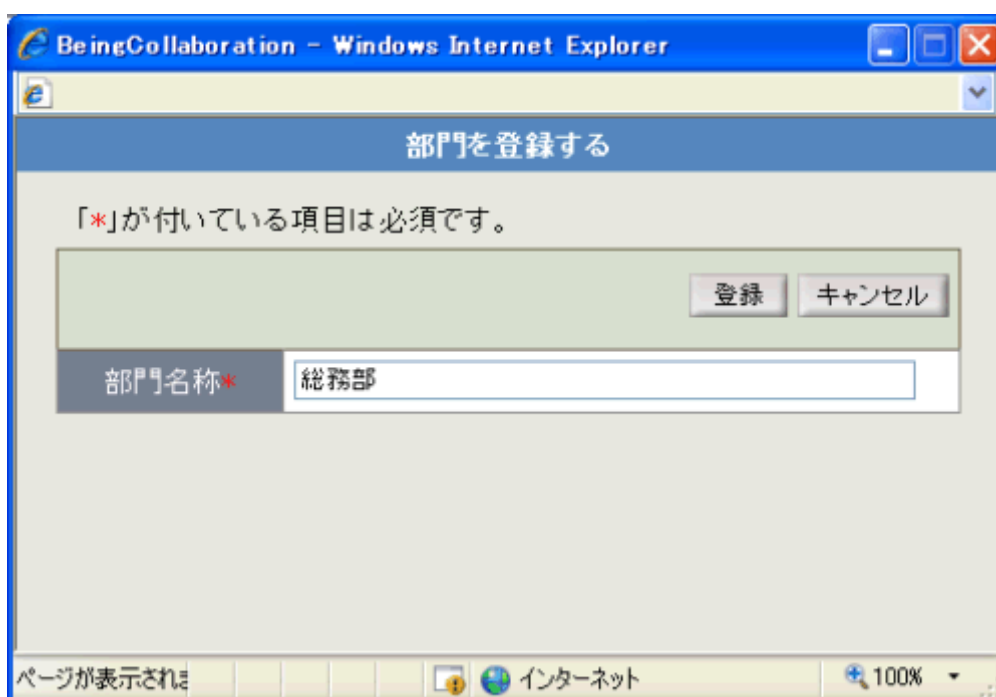 BeingCollaboration - Windows Internet Explorer
部門を登録する
「*」が付いている項目は必須です。
登録 キャンセル
部門名称* 総務部
ページが表示されま インターネット 100%